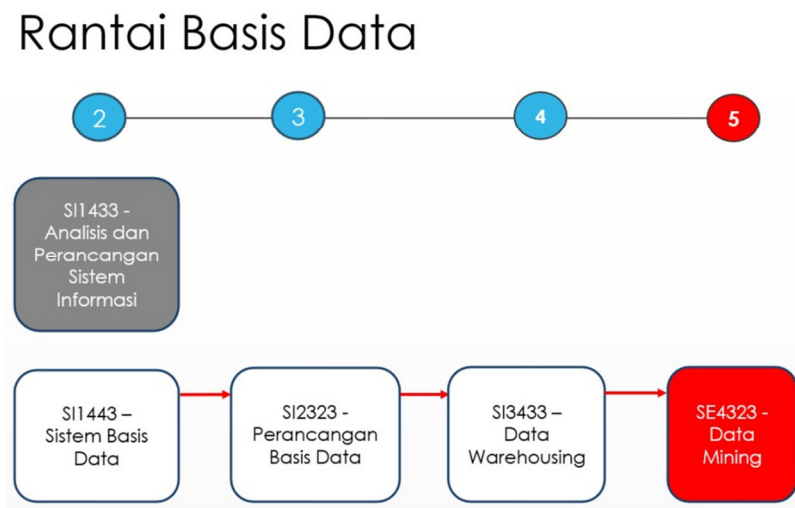 Rantai Basis Data
2
3
4
5
SI1433 -
Analisis dan
Perancangan
Sistem
Informasi
SI1443 –
Sistem Basis
Data
SI2323 -
Perancangan
Basis Data
SI3433 –
Data
Warehousing
SE4323 -
Data
Mining